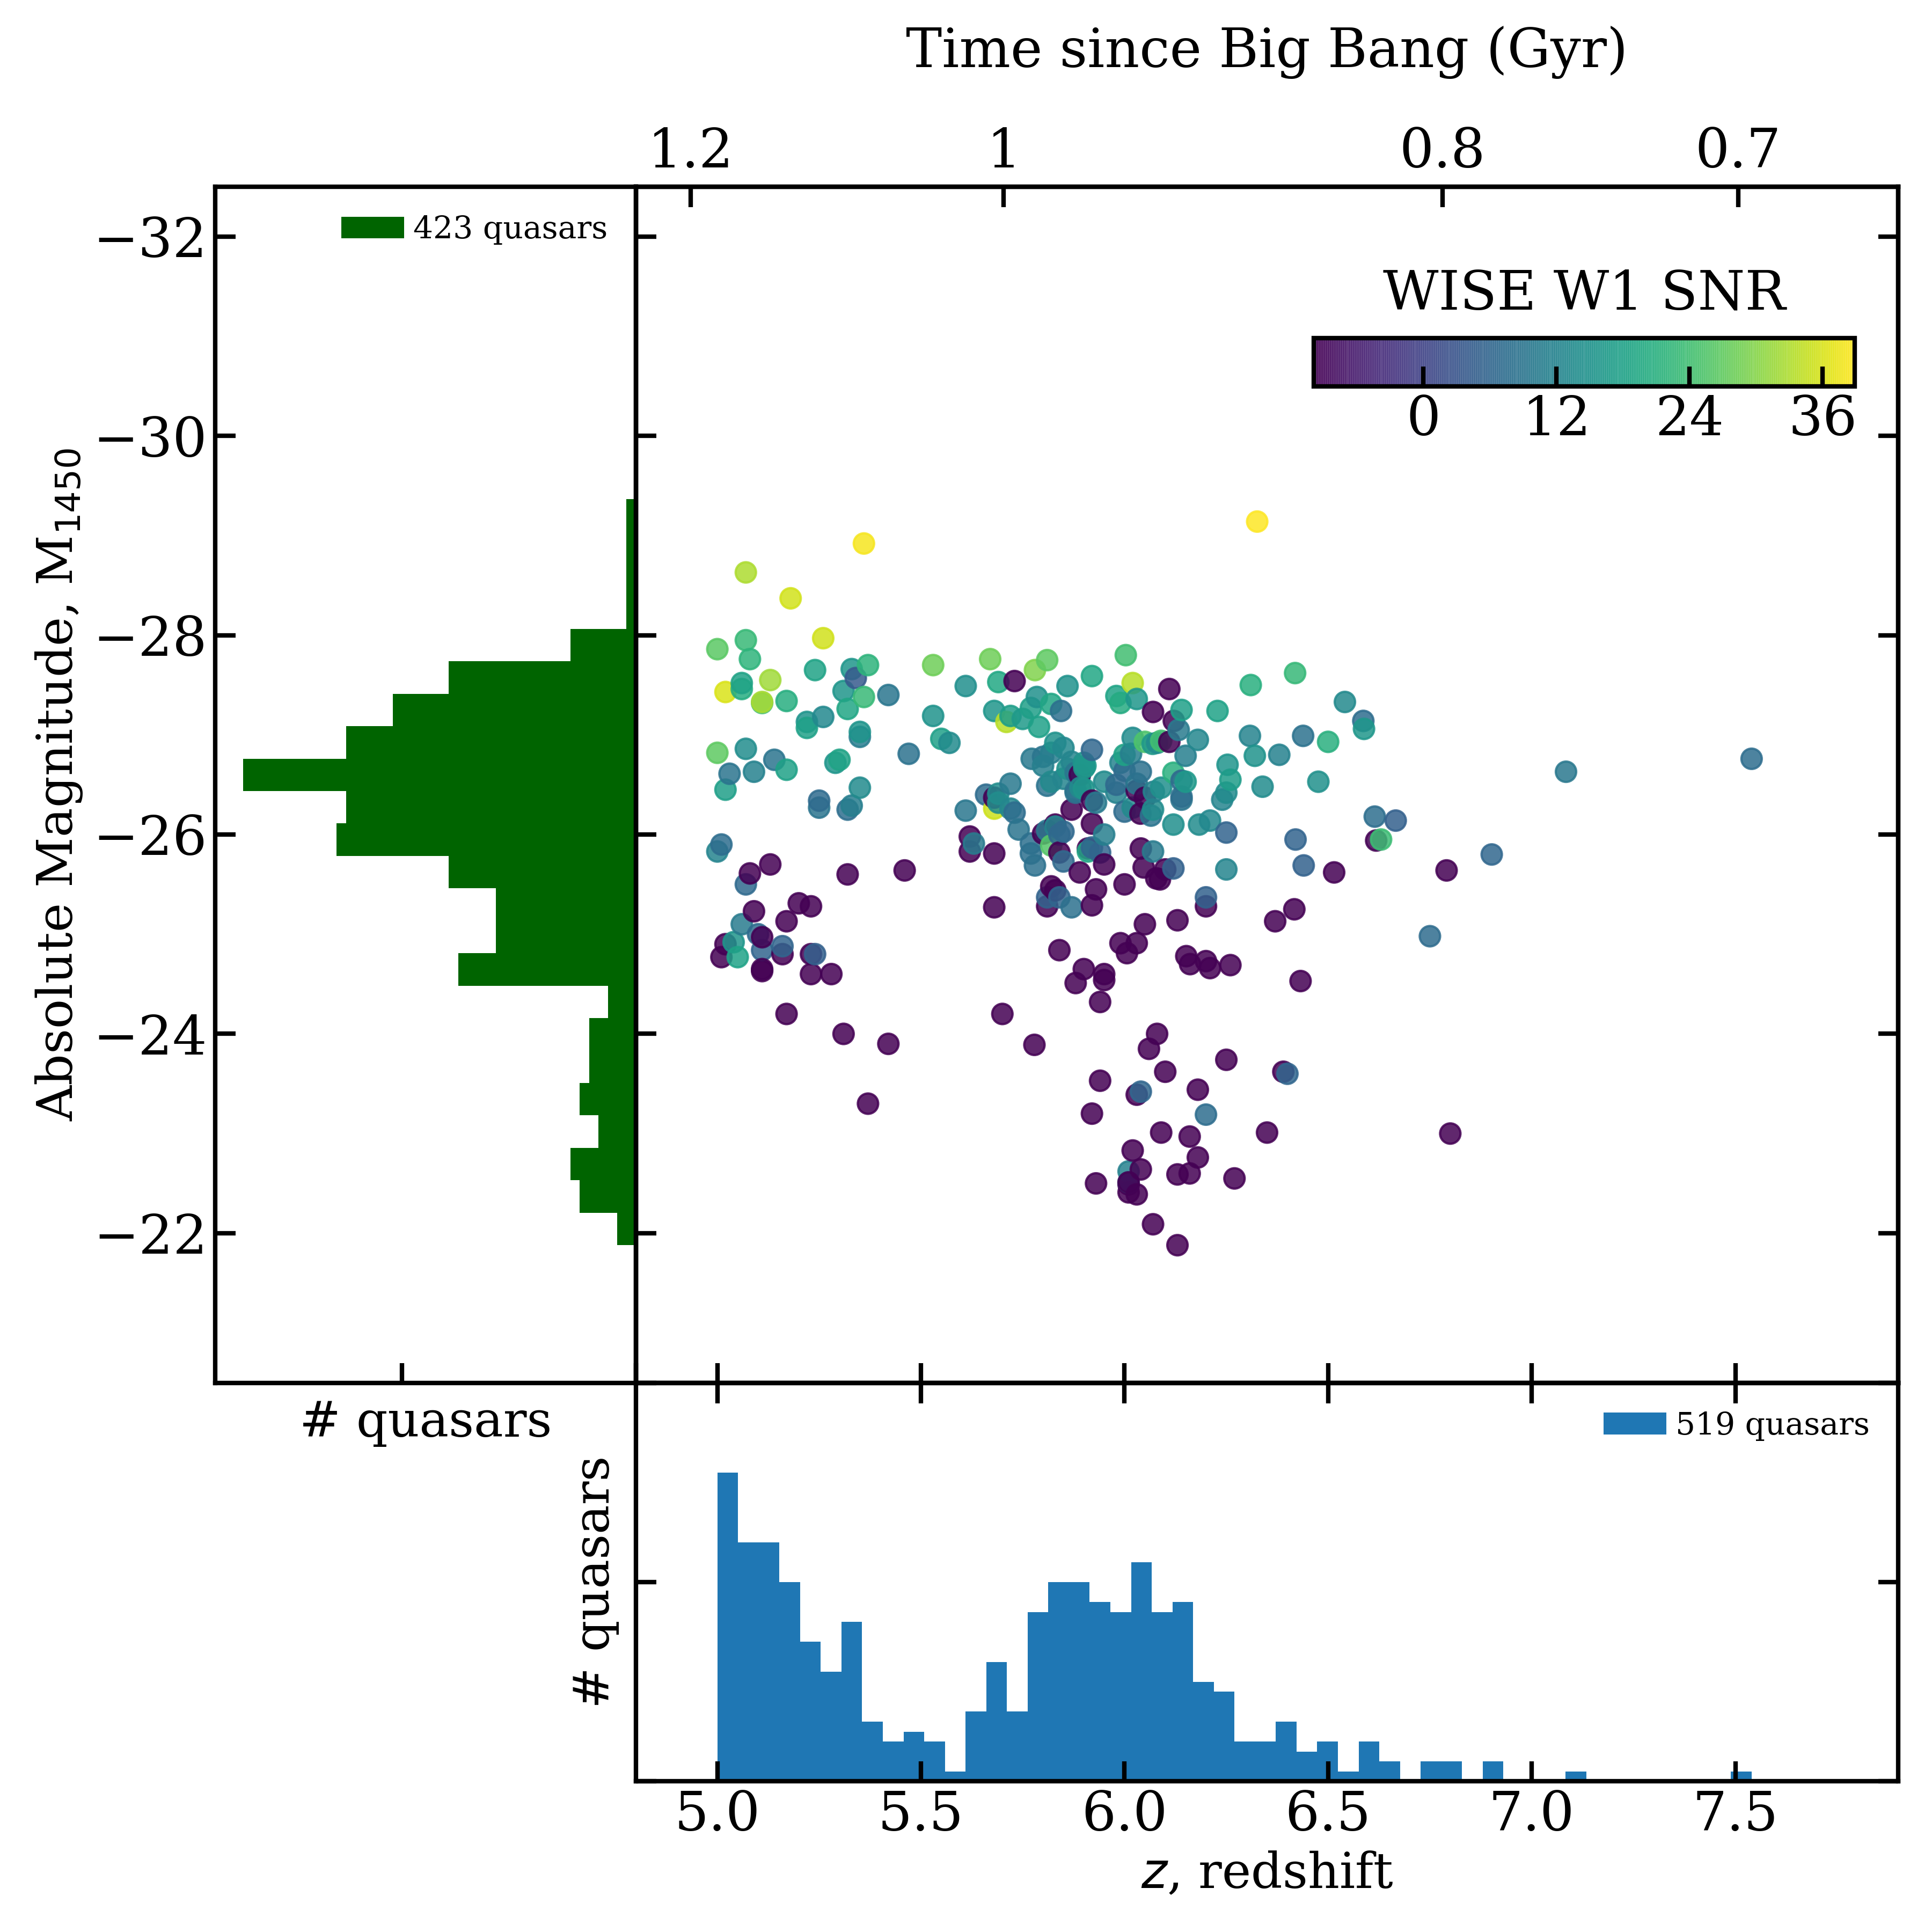 Time since Big Bang (Gyr)
1.2 1 0.8 0.7
423 quasars
WISE W1 SNR
0 12 24 36
−32
−30
−28
−26
−24
−22
Absolute Magnitude, M₁₄₅₀
# quasars
# quasars
519 quasars
5.0 5.5 6.0 6.5 7.0 7.5
z, redshift